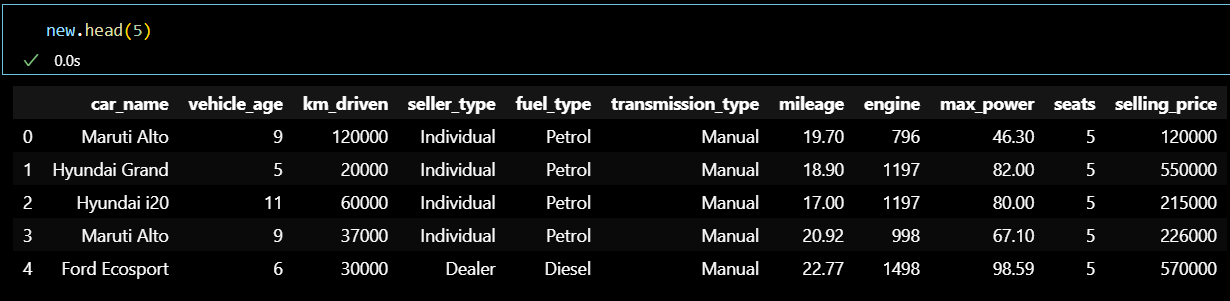 new.head(5)
0.0s
car_name vehicle_age km_driven seller_type fuel_type transmission_type mileage engine max_power seats selling_price
0 Maruti Alto 9 120000 Individual Petrol Manual 19.70 796 46.30 5 120000
1 Hyundai Grand 5 20000 Individual Petrol Manual 18.90 1197 82.00 5 550000
2 Hyundai i20 11 60000 Individual Petrol Manual 17.00 1197 80.00 5 215000
3 Maruti Alto 9 37000 Individual Petrol Manual 20.92 998 67.10 5 226000
4 Ford Ecosport 6 30000 Dealer Diesel Manual 22.77 1498 98.59 5 570000